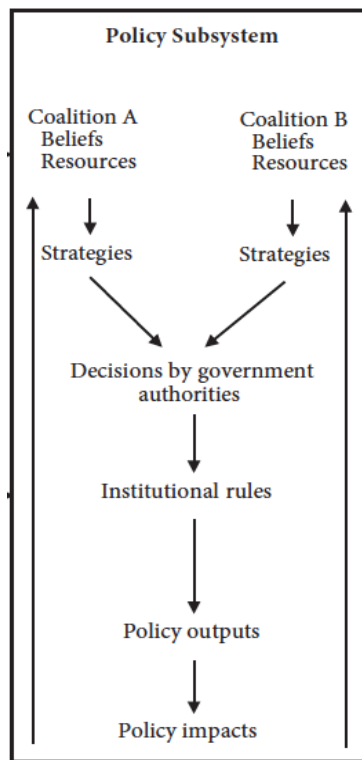 Policy Subsystem
Coalition A
Beliefs
Resources
Coalition B
Beliefs
Resources
Strategies
Strategies
Decisions by government
authorities
Institutional rules
Policy outputs
Policy impacts